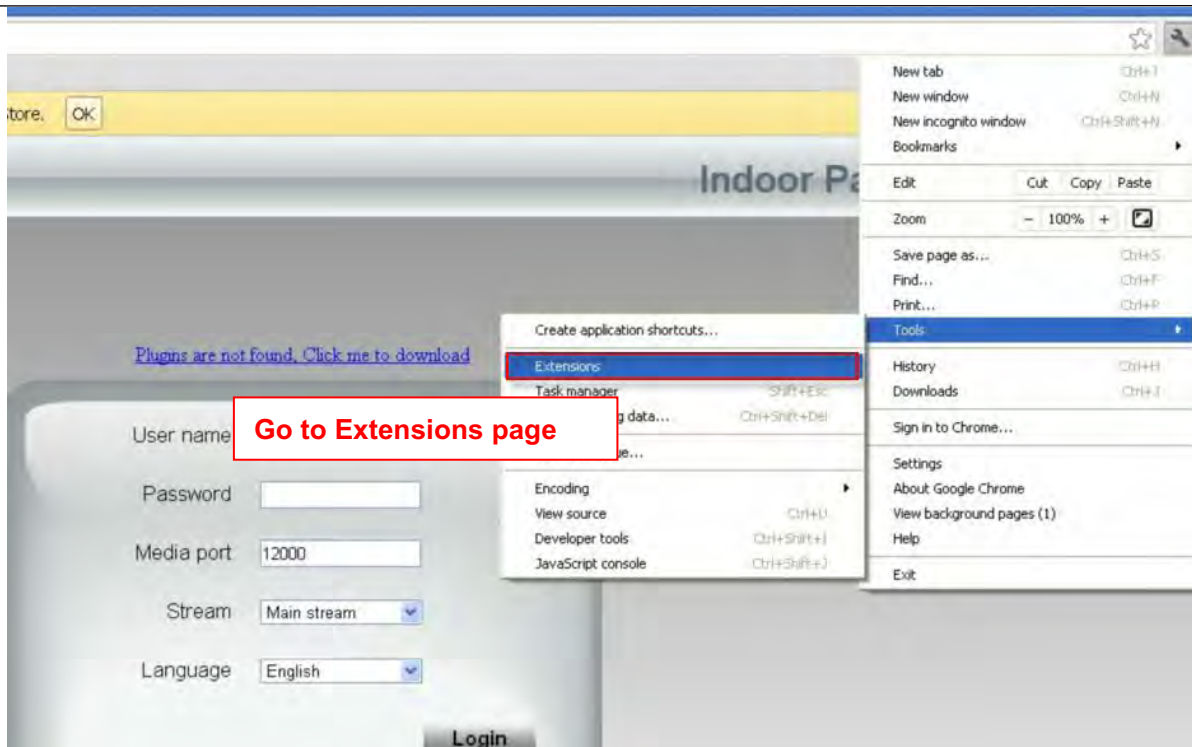 New tab Ctrl+T
New window Ctrl+N
tore. OK
New incognito window Ctrl+Shift+N
Bookmarks
Indoor Pa
Edit Cut Copy Paste
Zoom - 100% +
Save page as... Ctrl+S
Find... Ctrl+F
Print... Ctrl+P
Tools
Create application shortcuts...
Extensions
Task manager Shift+Esc
g data... Ctrl+Shift+Del
ue...
Encoding
View source Ctrl+U
Developer tools Ctrl+Shift+I
JavaScript console Ctrl+Shift+J
History Ctrl+H
Downloads Ctrl+J
Sign in to Chrome...
Settings
About Google Chrome
View background pages (1)
Help
Exit
Plugins are not found, Click me to download
User name
Go to Extensions page
Password
Media port 12000
Stream Main stream
Language English
Login